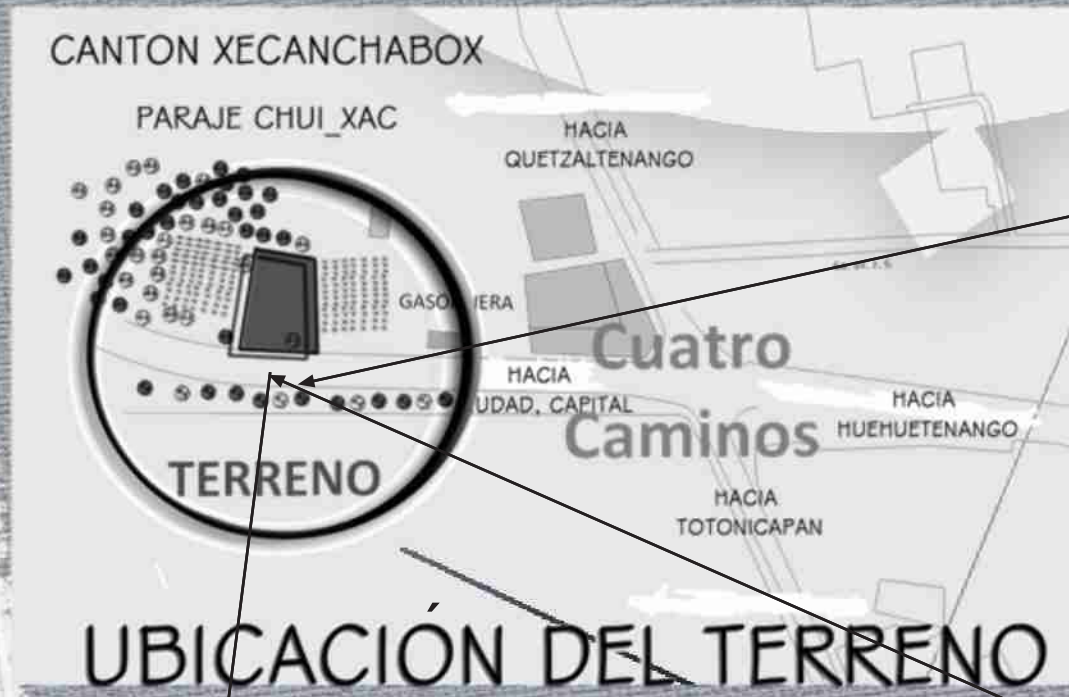 CANTON XECANCHABOX
PARAJE CHUI_XAC
HACIA
QUETZALTENANGO
Cuatro
HACIA
UDAD, CAPITAL
HACIA
HUEHUETENANGO
Caminos
TERRENO
HACIA
TOTONICAPAN
UBICACIÓN DEL TERRENO